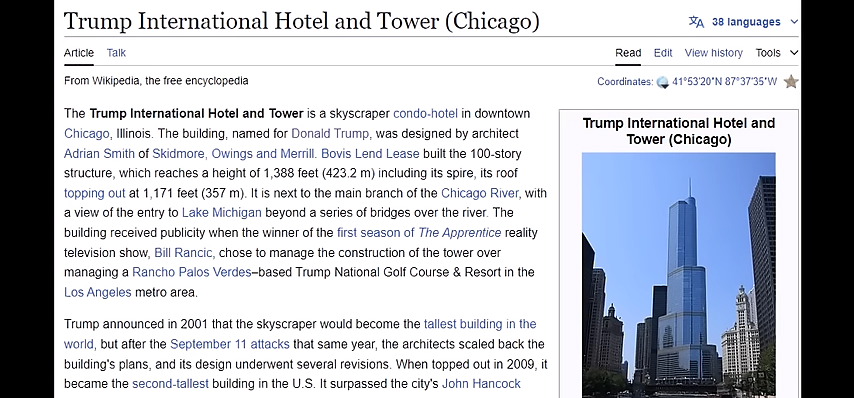 Trump International Hotel and Tower (Chicago)
38 languages
Article Talk
Read Edit View history Tools
From Wikipedia, the free encyclopedia
Coordinates: 41°53′20″N 87°37′35″W
The Trump International Hotel and Tower is a skyscraper condo-hotel in downtown
Chicago, Illinois. The building, named for Donald Trump, was designed by architect
Adrian Smith of Skidmore, Owings and Merrill. Bovis Lend Lease built the 100-story
structure, which reaches a height of 1,388 feet (423.2 m) including its spire, its roof
topping out at 1,171 feet (357 m). It is next to the main branch of the Chicago River, with
a view of the entry to Lake Michigan beyond a series of bridges over the river. The
building received publicity when the winner of the first season of The Apprentice reality
television show, Bill Rancic, chose to manage the construction of the tower over
managing a Rancho Palos Verdes–based Trump National Golf Course & Resort in the
Los Angeles metro area.
Trump announced in 2001 that the skyscraper would become the tallest building in the
world, but after the September 11 attacks that same year, the architects scaled back the
building's plans, and its design underwent several revisions. When topped out in 2009, it
became the second-tallest building in the U.S. It surpassed the city's John Hancock
Trump International Hotel and
Tower (Chicago)